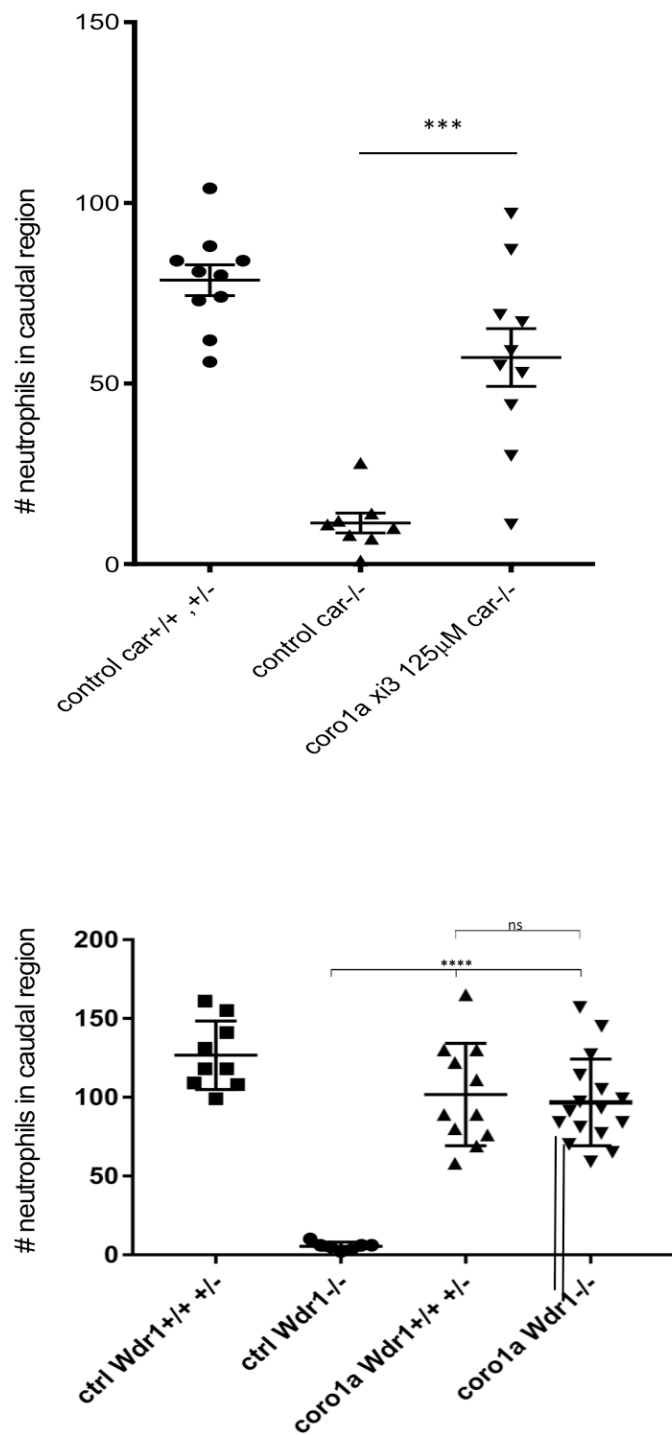 150
***
100
50
0
# neutrophils in caudal region
control car+/+ ,+/-
control car-/-
coro1a xi3 125µM car-/-
ns
200
****
150
100
50
0
# neutrophils in caudal region
ctrl Wdr1+/+ +/-
ctrl Wdr1-/-
coro1a Wdr1+/+ +/-
coro1a Wdr1-/-